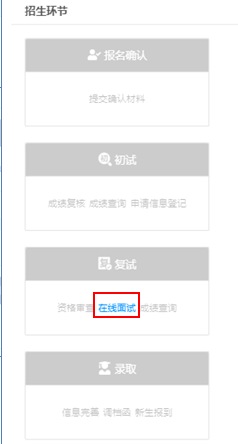 招生环节
报名确认
提交确认材料
初试
成绩复核 成绩查询 申请信息登记
复试
资格审查 在线面试 成绩查询
录取
信息完善 调档函 新生报到